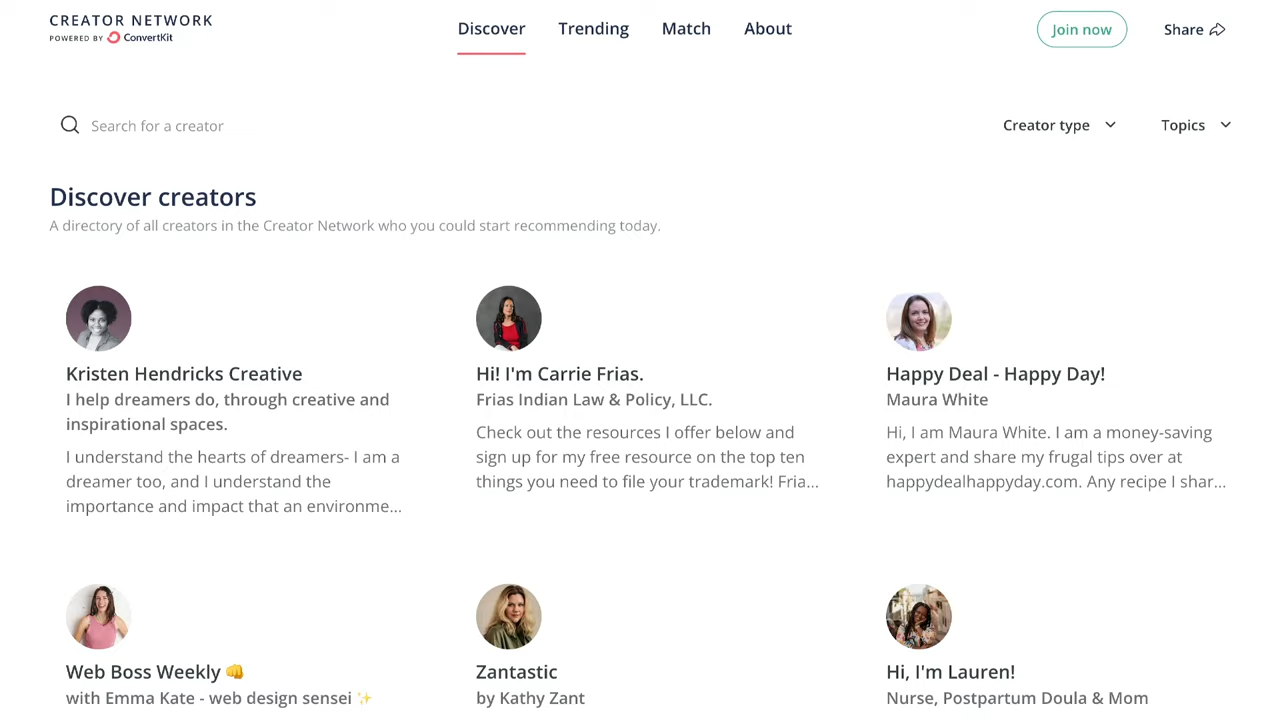 CREATOR NETWORK
POWERED BY ConvertKit
Discover
Trending
Match
About
Join now
Share
Search for a creator
Creator type
Topics
Discover creators
A directory of all creators in the Creator Network who you could start recommending today.
Kristen Hendricks Creative
I help dreamers do, through creative and
inspirational spaces.
I understand the hearts of dreamers- I am a
dreamer too, and I understand the
importance and impact that an environme...
Hi! I'm Carrie Frias.
Frias Indian Law & Policy, LLC.
Check out the resources I offer below and
sign up for my free resource on the top ten
things you need to file your trademark! Fria...
Happy Deal - Happy Day!
Maura White
Hi, I am Maura White. I am a money-saving
expert and share my frugal tips over at
happydealhappyday.com. Any recipe I shar...
Web Boss Weekly 👊
with Emma Kate - web design sensei ✨
Zantastic
by Kathy Zant
Hi, I'm Lauren!
Nurse, Postpartum Doula & Mom